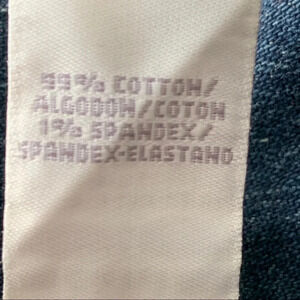 99% COTTON/
ALGODON/COTON
1% SPANDEX/
SPANDEX-ELASTANO